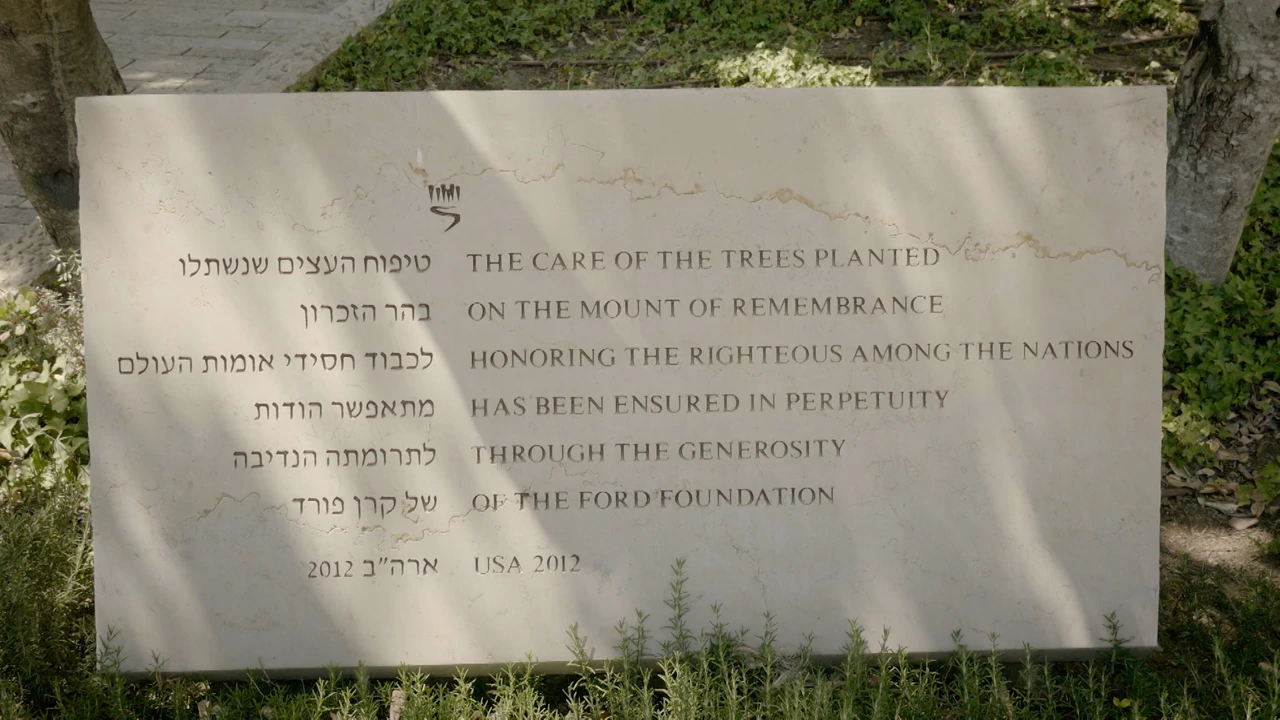 טיפוח העצים שנשתלו
בהר הזכרון
לכבוד חסידי אומות העולם
מתאפשר הודות
לתרומתה הנדיבה
של קרן פורד
ארה"ב 2012
THE CARE OF THE TREES PLANTED
ON THE MOUNT OF REMEMBRANCE
HONORING THE RIGHTEOUS AMONG THE NATIONS
HAS BEEN ENSURED IN PERPETUITY
THROUGH THE GENEROSITY
OF THE FORD FOUNDATION
USA 2012